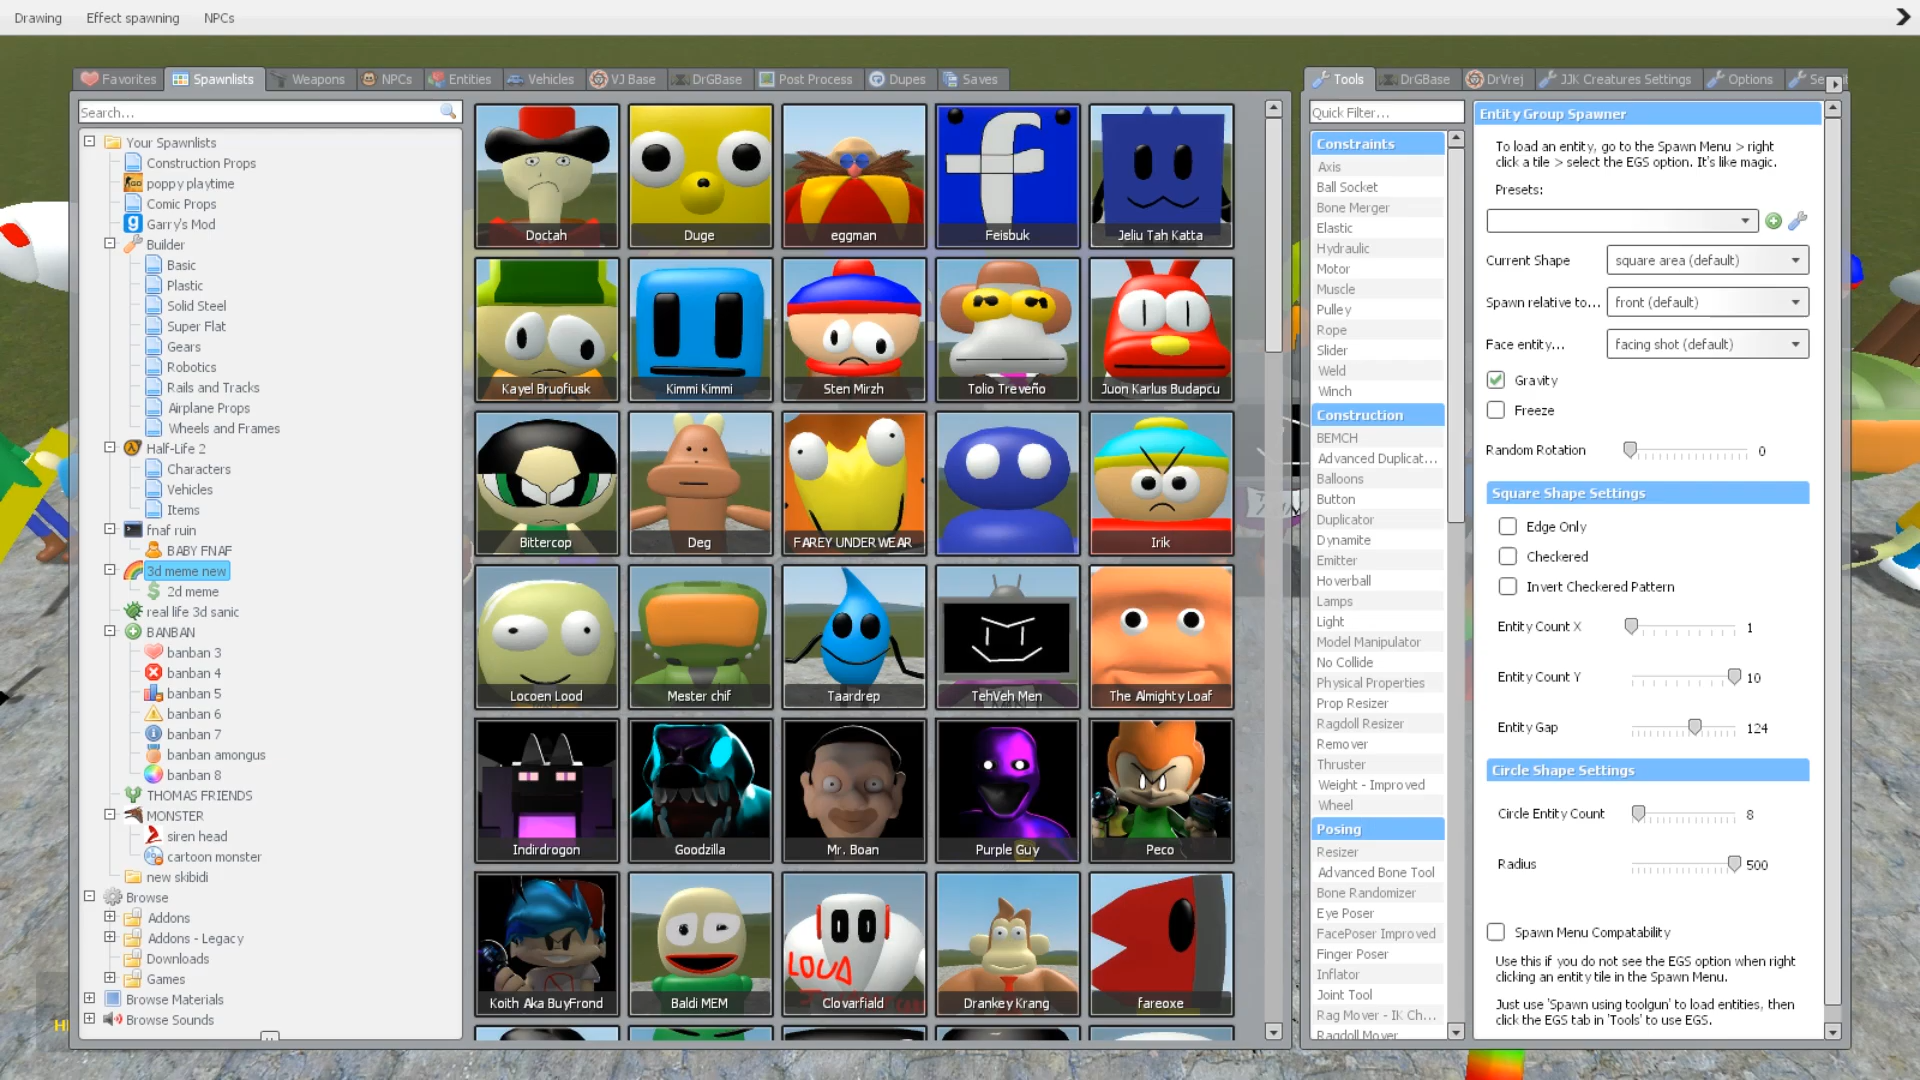 Drawing Effect spawning NPCs
Favorites Spawnlists Weapons NPCs Entities Vehicles VJ Base DrGBase Post Process Dupes Saves
Search...
Your Spawnlists
Construction Props
poppy playtime
Comic Props
Garry's Mod
Builder
Basic
Plastic
Solid Steel
Super Flat
Gears
Robotics
Rails and Tracks
Airplane Props
Wheels and Frames
Half-Life 2
Characters
Vehicles
Items
fnaf ruin
BABY FNAF
3d meme new
2d meme
real life 3d sanic
BANBAN
banban 3
banban 4
banban 5
banban 6
banban 7
banban amongus
banban 8
THOMAS FRIENDS
MONSTER
siren head
cartoon monster
new skibidi
Browse
Addons
Addons - Legacy
Downloads
Games
Browse Materials
Browse Sounds
Doctah Duge eggman Feisbuk Jeliu Tah Katta
Kayel Bruofiusk Kimmi Kimmi Sten Mirzh Tolio Treveño Juon Karlus Budapcu
Bittercop Deg FAREY UNDERWEAR Irik
Locoen Lood Mester chif Taardrep TehVeh Men The Almighty Loaf
Indirdrogon Goodzilla Mr. Boan Purple Guy Peco
LOUD
Koith Aka BuyFrond Baldi MEM Clovarfiald Drankey Krang fareoxe
Tools DrGBase DrVrej JJK Creatures Settings Options
Quick Filter...
Constraints
Axis
Ball Socket
Bone Merger
Elastic
Hydraulic
Motor
Muscle
Pulley
Rope
Slider
Weld
Winch
Construction
BEMCH
Advanced Duplicat...
Balloons
Button
Duplicator
Dynamite
Emitter
Hoverball
Lamps
Light
Model Manipulator
No Collide
Physical Properties
Prop Resizer
Ragdoll Resizer
Remover
Thruster
Weight - Improved
Wheel
Posing
Resizer
Advanced Bone Tool
Bone Randomizer
Eye Poser
FacePoser Improved
Finger Poser
Inflator
Joint Tool
Rag Mover - IK Ch...
Ragdoll Mover
Entity Group Spawner
To load an entity, go to the Spawn Menu > right
click a tile > select the EGS option. It's like magic.
Presets:
Current Shape square area (default)
Spawn relative to... front (default)
Face entity... facing shot (default)
Gravity
Freeze
Random Rotation 0
Square Shape Settings
Edge Only
Checkered
Invert Checkered Pattern
Entity Count X 1
Entity Count Y 10
Entity Gap 124
Circle Shape Settings
Circle Entity Count 8
Radius 500
Spawn Menu Compatability
Use this if you do not see the EGS option when right
clicking an entity tile in the Spawn Menu.
Just use 'Spawn using toolgun' to load entities, then
click the EGS tab in 'Tools' to use EGS.